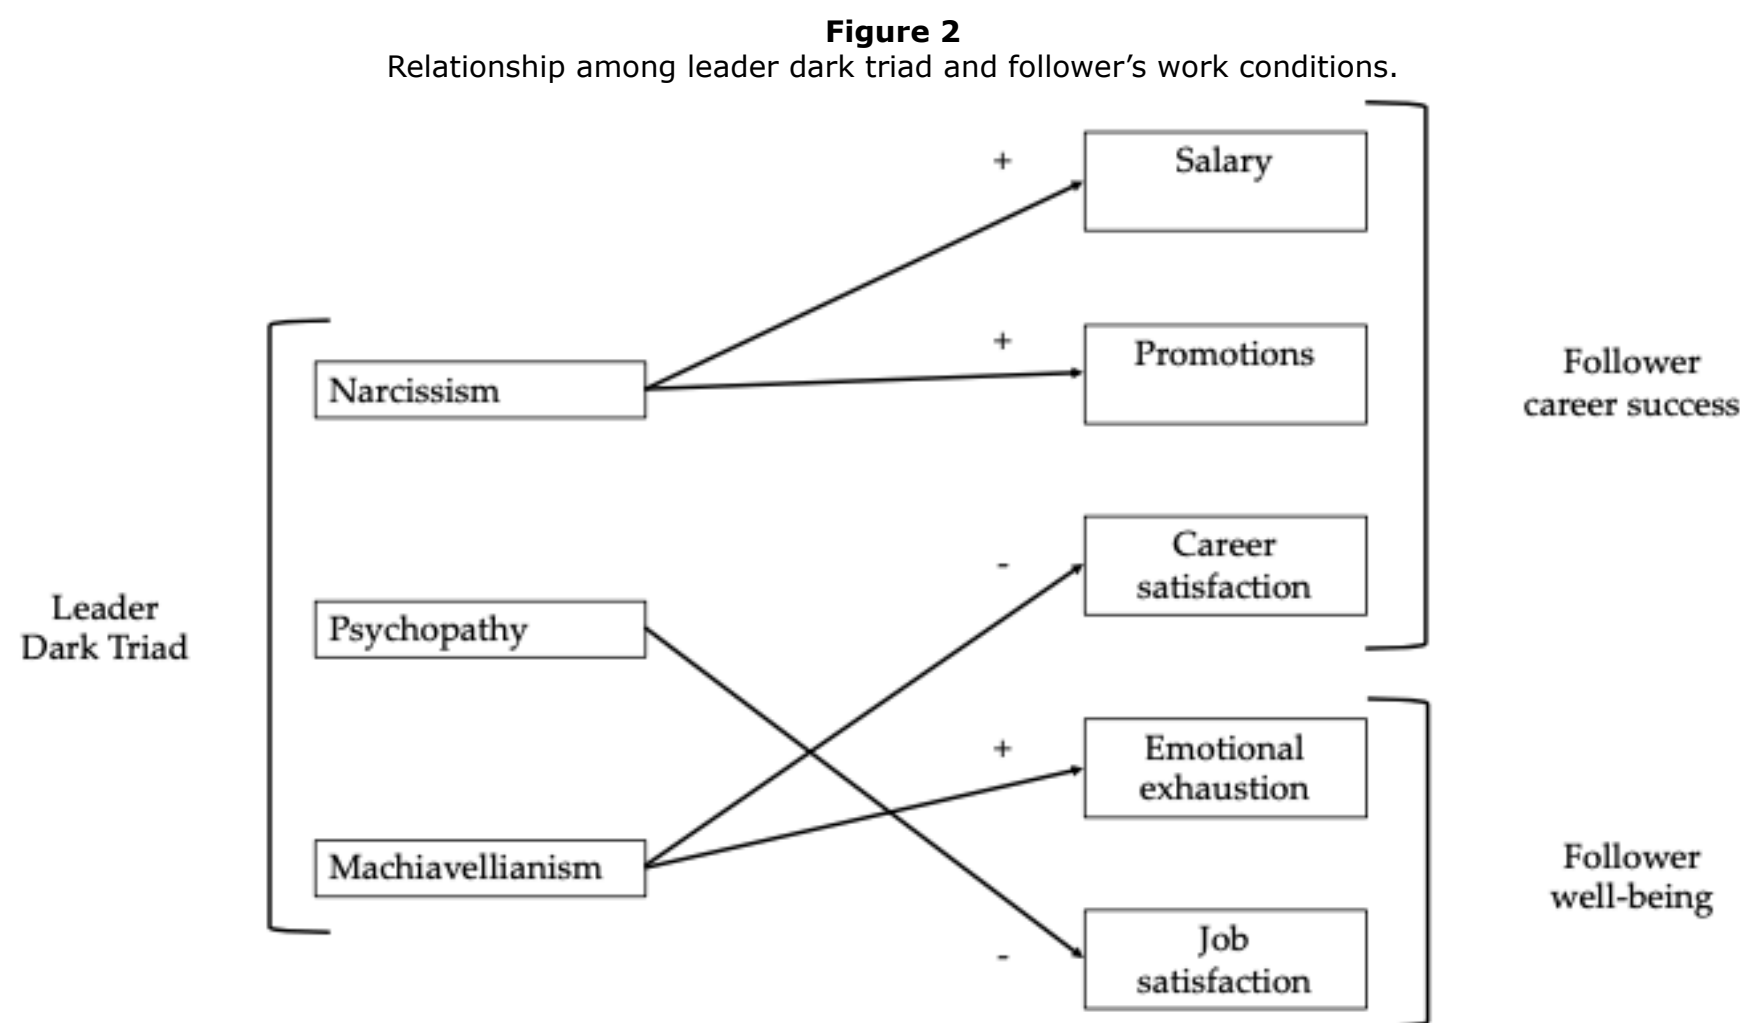 Figure 2
Relationship among leader dark triad and follower’s work conditions.
+
Salary
+
Promotions
Narcissism
Follower
career success
-
Career
satisfaction
Leader
Dark Triad
Psychopathy
+
Emotional
exhaustion
Machiavellianism
Follower
well-being
-
Job
satisfaction